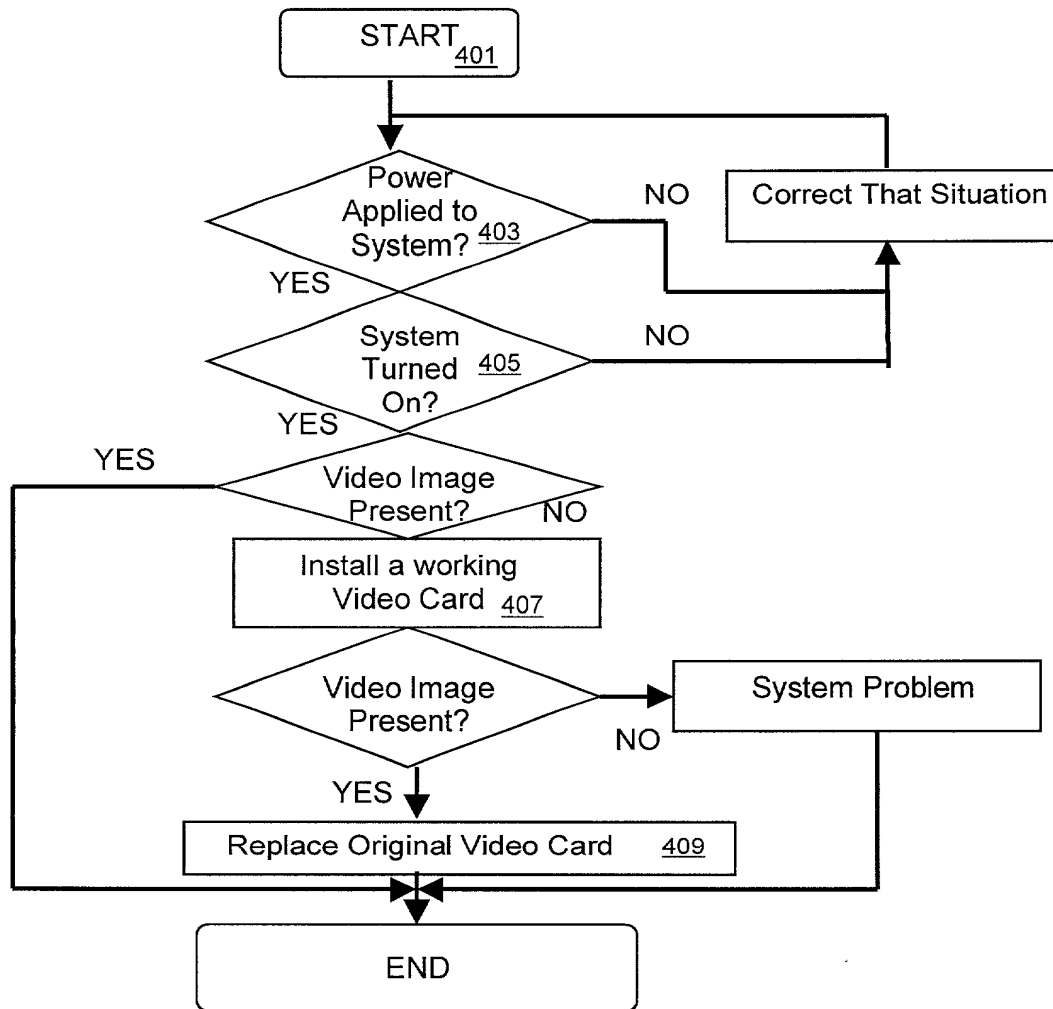 START
401
Power
Applied to
System? 403
NO
Correct That Situation
YES
System
Turned
On?
405
NO
YES
YES
Video Image
Present?
NO
Install a working
Video Card 407
Video Image
Present?
NO
System Problem
YES
Replace Original Video Card 409
END